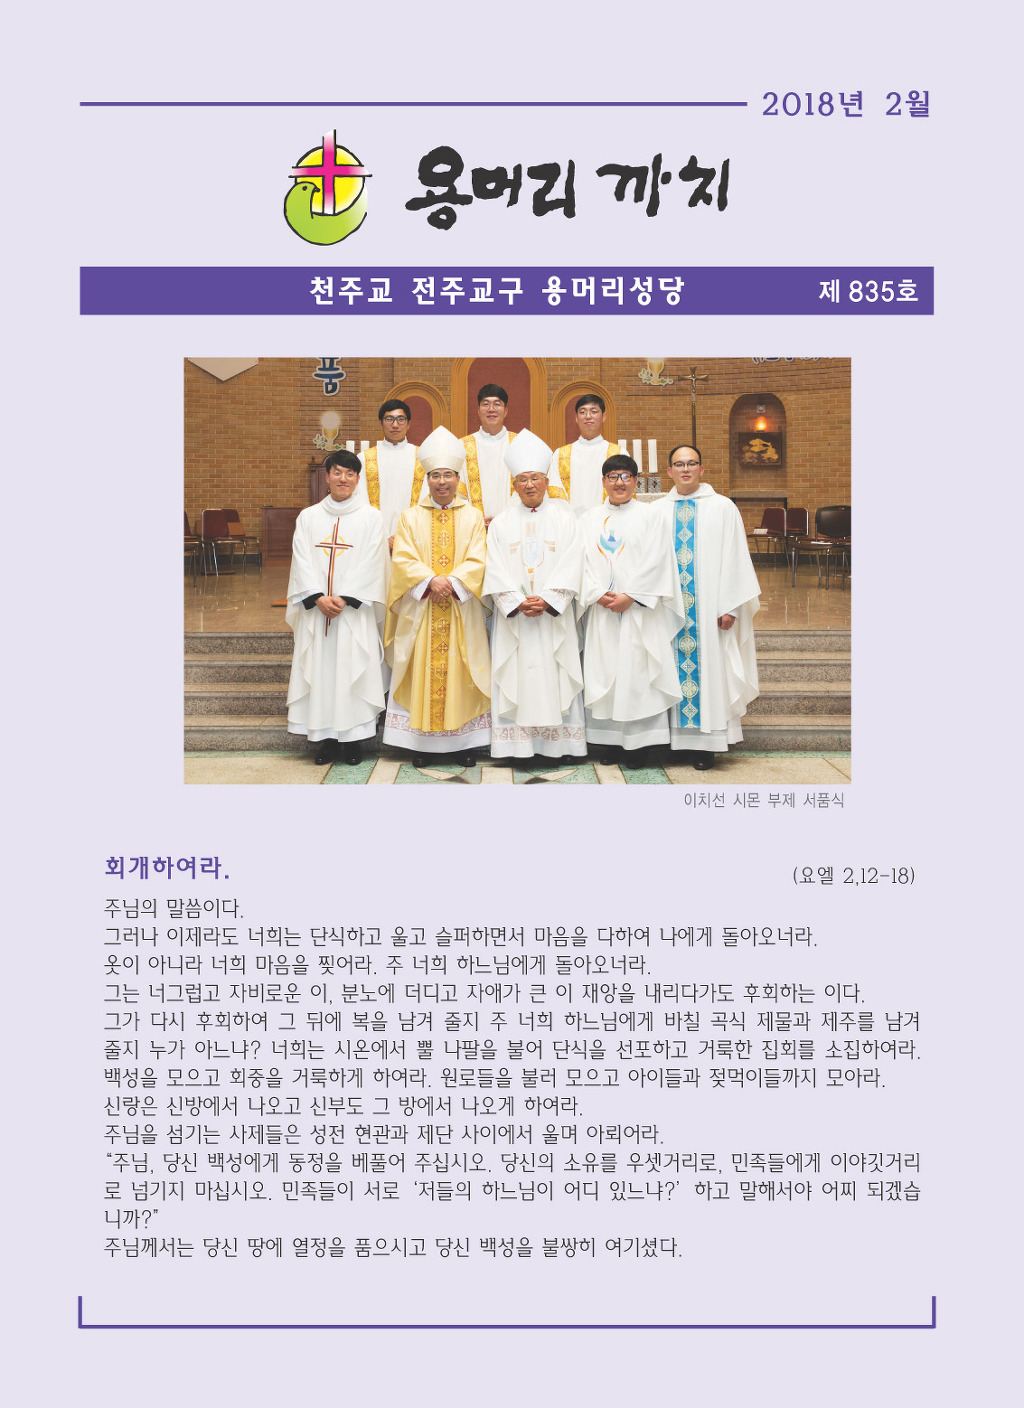 2018년 2월
용머리 까치
천주교 전주교구 용머리성당 제 835호
품
이치선 시몬 부제 서품식
회개하여라.
(요엘 2,12-18)
주님의 말씀이다.
그러나 이제라도 너희는 단식하고 울고 슬퍼하면서 마음을 다하여 나에게 돌아오너라.
옷이 아니라 너희 마음을 찢어라. 주 너희 하느님에게 돌아오너라.
그는 너그럽고 자비로운 이, 분노에 더디고 자애가 큰 이 재앙을 내리다가도 후회하는 이다.
그가 다시 후회하여 그 뒤에 복을 남겨 줄지 주 너희 하느님에게 바칠 곡식 제물과 제주를 남겨
줄지 누가 아느냐? 너희는 시온에서 뿔 나팔을 불어 단식을 선포하고 거룩한 집회를 소집하여라.
백성을 모으고 회중을 거룩하게 하여라. 원로들을 불러 모으고 아이들과 젖먹이들까지 모아라.
신랑은 신방에서 나오고 신부도 그 방에서 나오게 하여라.
주님을 섬기는 사제들은 성전 현관과 제단 사이에서 울며 아뢰어라.
“주님, 당신 백성에게 동정을 베풀어 주십시오. 당신의 소유를 우셋거리로, 민족들에게 이야깃거리
로 넘기지 마십시오. 민족들이 서로 ‘저들의 하느님이 어디 있느냐?’ 하고 말해서야 어찌 되겠습
니까?”
주님께서는 당신 땅에 열정을 품으시고 당신 백성을 불쌍히 여기셨다.